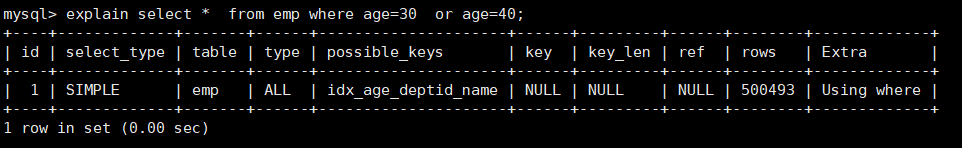 mysql> explain select *  from emp where age=30  or age=40;
+----+-------------+-------+------+---------------------+------+---------+------+--------+-------------+
| id | select_type | table | type | possible_keys       | key  | key_len | ref  | rows   | Extra       |
+----+-------------+-------+------+---------------------+------+---------+------+--------+-------------+
|  1 | SIMPLE      | emp   | ALL  | idx_age_deptid_name | NULL | NULL    | NULL | 500493 | Using where |
+----+-------------+-------+------+---------------------+------+---------+------+--------+-------------+
1 row in set (0.00 sec)